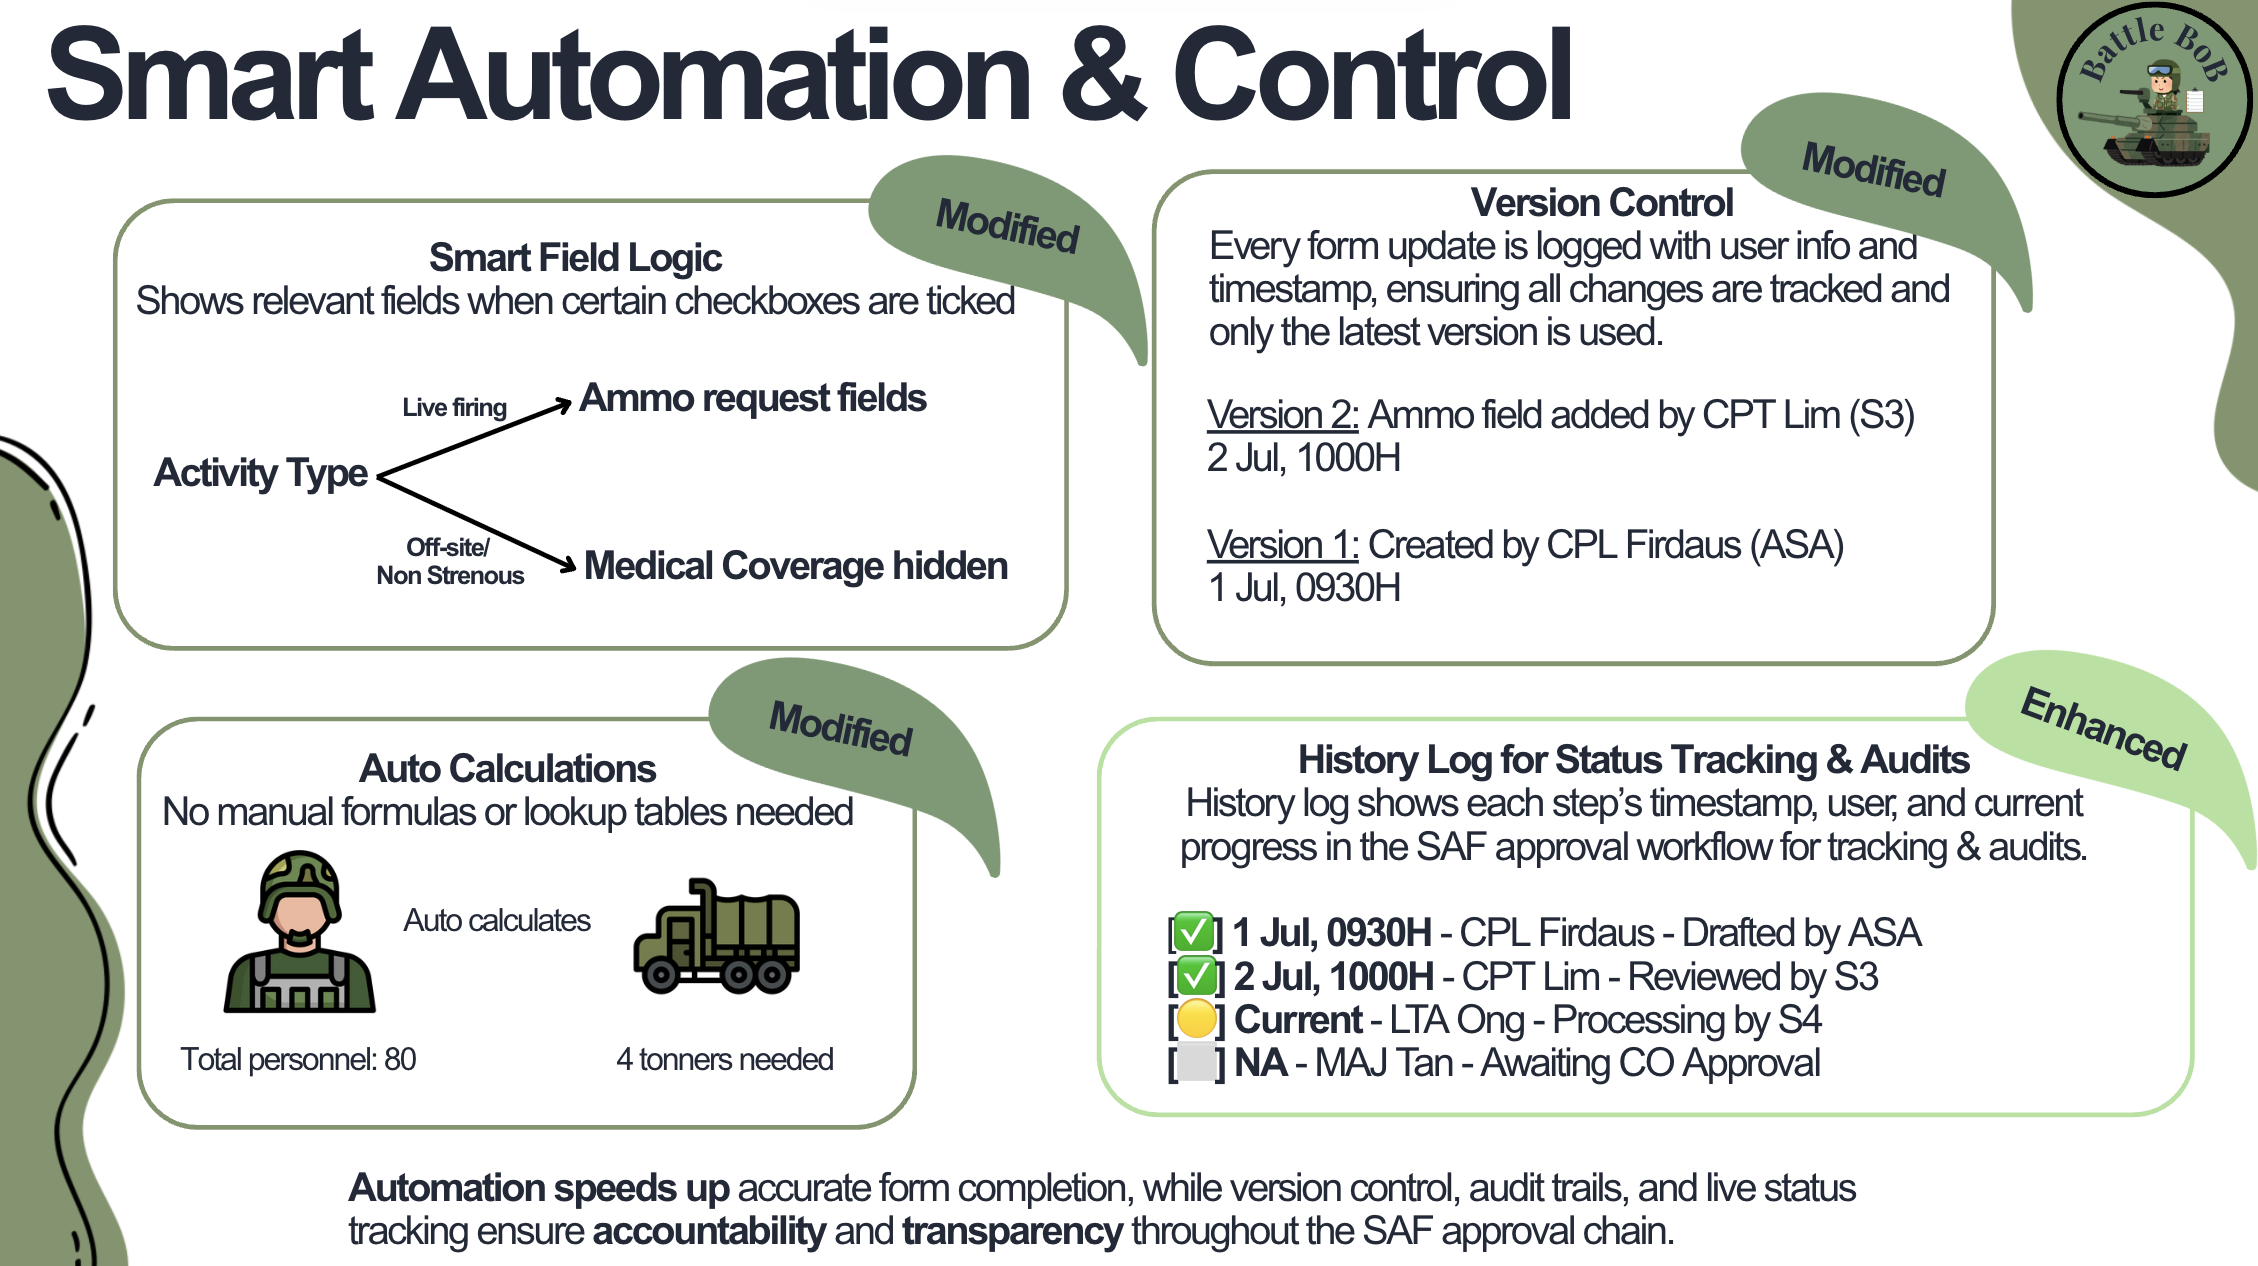 Smart Automation & Control
Battle BoB
Modified
Smart Field Logic
Shows relevant fields when certain checkboxes are ticked
Live firing
Ammo request fields
Activity Type
Off-site/
Non Strenous
Medical Coverage hidden
Modified
Version Control
Every form update is logged with user info and
timestamp, ensuring all changes are tracked and
only the latest version is used.
Version 2: Ammo field added by CPT Lim (S3)
2 Jul, 1000H
Version 1: Created by CPL Firdaus (ASA)
1 Jul, 0930H
Modified
Auto Calculations
No manual formulas or lookup tables needed
Auto calculates
Total personnel: 80
4 tonners needed
Enhanced
History Log for Status Tracking & Audits
History log shows each step's timestamp, user, and current
progress in the SAF approval workflow for tracking & audits.
[✅] 1 Jul, 0930H - CPL Firdaus - Drafted by ASA
[✅] 2 Jul, 1000H - CPT Lim - Reviewed by S3
[🟡] Current - LTA Ong - Processing by S4
[⬜] NA - MAJ Tan - Awaiting CO Approval
Automation speeds up accurate form completion, while version control, audit trails, and live status
tracking ensure accountability and transparency throughout the SAF approval chain.